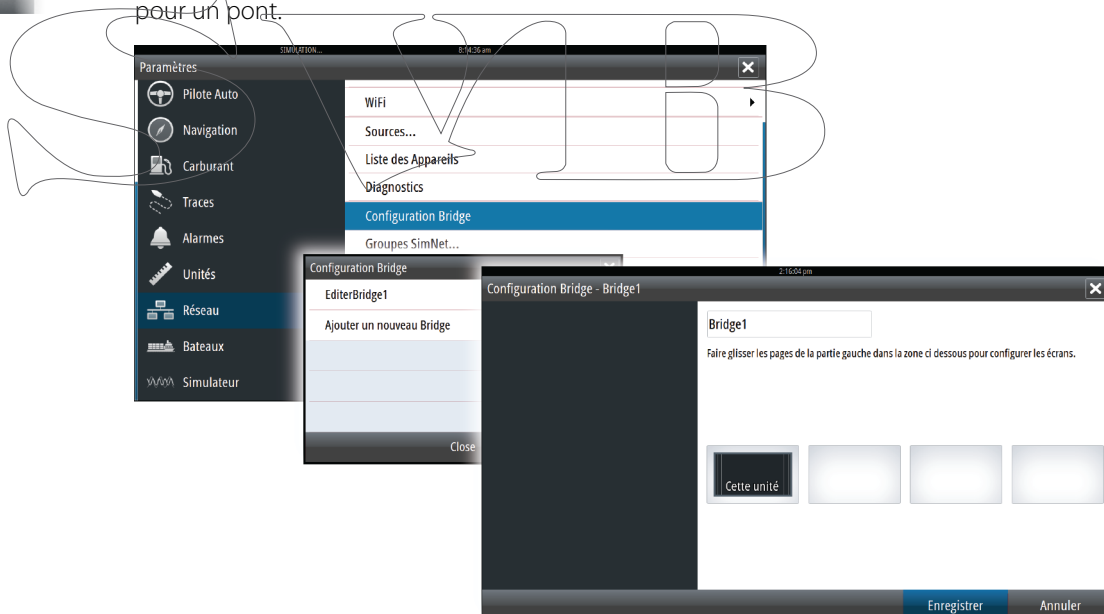 pour un pont.
SIMULATION... 8:14:36 am
Paramètres
Pilote Auto
Navigation
Carburant
Traces
Alarmes
Unités
Réseau
Bateaux
Simulateur
WiFi
Sources...
Liste des Appareils
Diagnostics
Configuration Bridge
Groupes SimNet...
Configuration Bridge
EditerBridge1
Ajouter un nouveau Bridge
Close
2:16:04 pm
Configuration Bridge - Bridge1
Bridge1
Faire glisser les pages de la partie gauche dans la zone ci dessous pour configurer les écrans.
Cette unité
Enregistrer Annuler